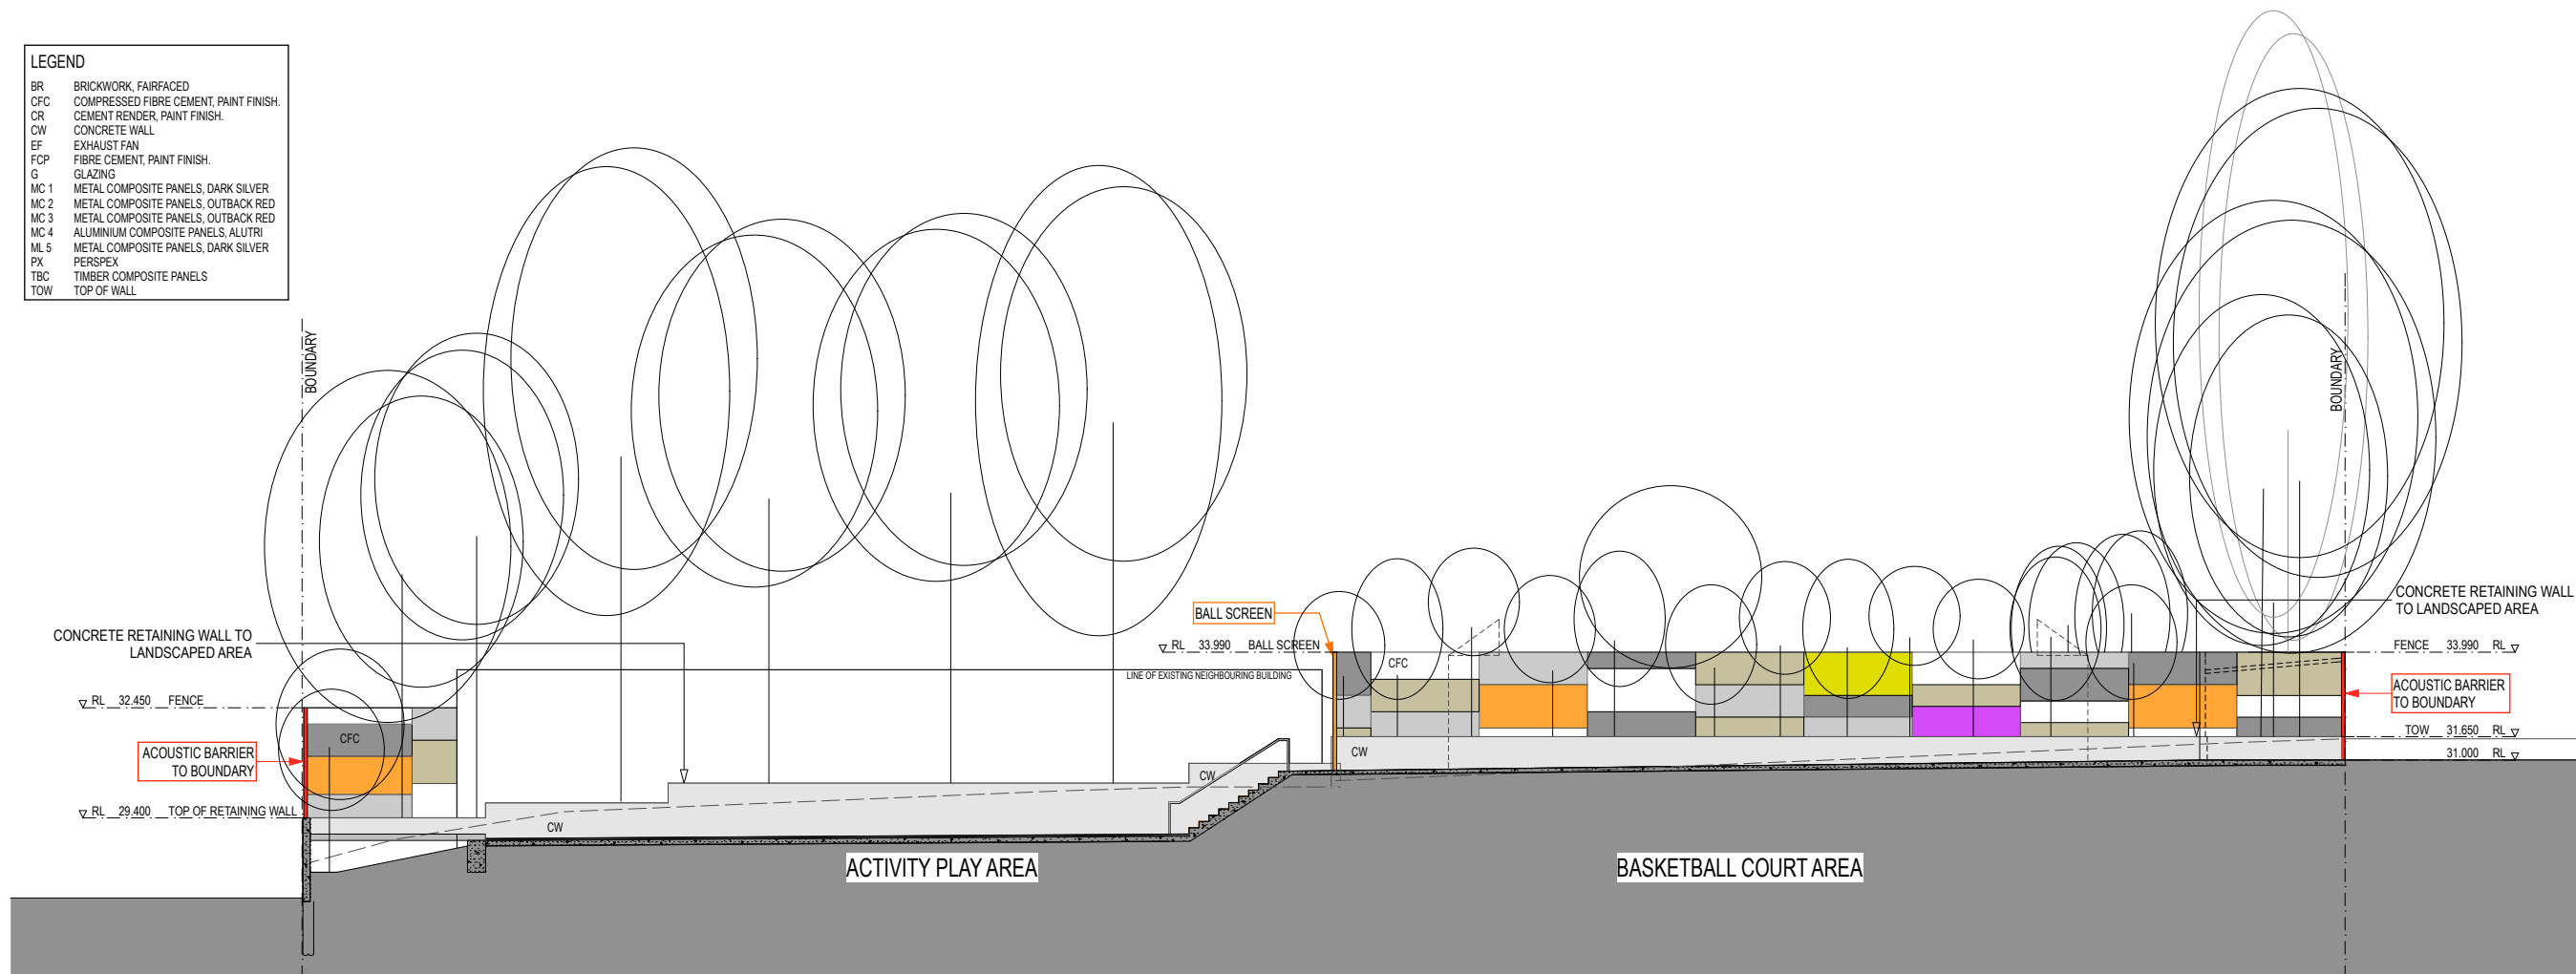 LEGEND
BR BRICKWORK, FAIRFACED
CFC COMPRESSED FIBRE CEMENT, PAINT FINISH.
CR CEMENT RENDER, PAINT FINISH.
CW CONCRETE WALL
EF EXHAUST FAN
FCP FIBRE CEMENT, PAINT FINISH.
G GLAZING
MC 1 METAL COMPOSITE PANELS, DARK SILVER
MC 2 METAL COMPOSITE PANELS, OUTBACK RED
MC 3 METAL COMPOSITE PANELS, OUTBACK RED
MC 4 ALUMINIUM COMPOSITE PANELS, ALUTRI
ML 5 METAL COMPOSITE PANELS, DARK SILVER
PX PERSPEX
TBC TIMBER COMPOSITE PANELS
TOW TOP OF WALL
BOUNDARY
BOUNDARY
CONCRETE RETAINING WALL TO
LANDSCAPED AREA
BALL SCREEN
RL 33.990 BALL SCREEN
CONCRETE RETAINING WALL
TO LANDSCAPED AREA
FENCE 33.990 RL
CFC
LINE OF EXISTING NEIGHBOURING BUILDING
RL 32.450 FENCE
ACOUSTIC BARRIER
TO BOUNDARY
CFC
ACOUSTIC BARRIER
TO BOUNDARY
TOW 31.650 RL
31.000 RL
CW
CW
RL 29.400 TOP OF RETAINING WALL
CW
ACTIVITY PLAY AREA
BASKETBALL COURT AREA